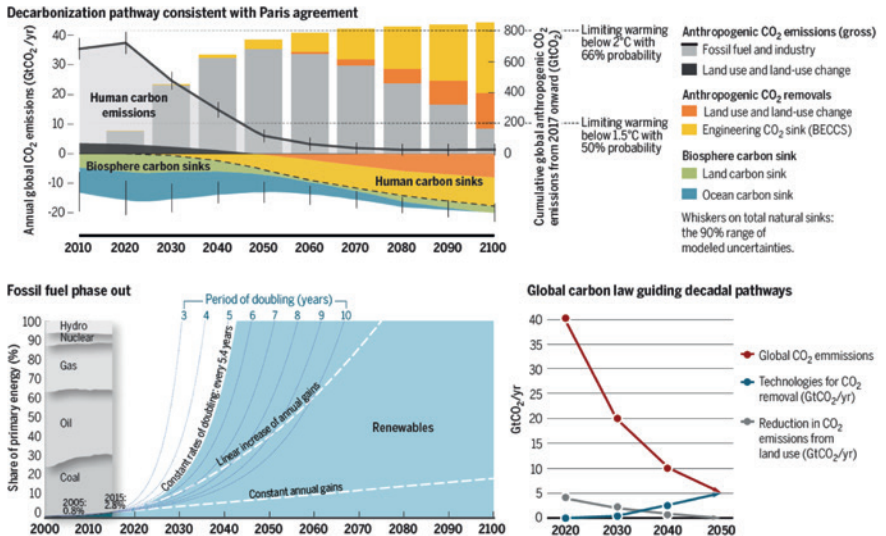 Decarbonization pathway consistent with Paris agreement
Annual global CO2 emissions (GtCO2/yr)
40
30
20
10
0
-10
-20
Human carbon
emissions
Biosphere carbon sinks
Human carbon sinks
2010 2020 2030 2040 2050 2060 2070 2080 2090 2100
800
600
400
200
0
Cumulative global anthropogenic CO2
emissions from 2017 onward (GtCO2)
Limiting warming
below 2°C with
66% probability
Limiting warming
below 1.5°C with
50% probability
Anthropogenic CO2 emissions (gross)
Fossil fuel and industry
Land use and land-use change
Anthropogenic CO2 removals
Land use and land-use change
Engineering CO2 sink (BECCS)
Biosphere carbon sink
Land carbon sink
Ocean carbon sink
Whiskers on total natural sinks:
the 90% range of
modeled uncertainties.
Fossil fuel phase out
Share of primary energy (%)
100
90
80
70
60
50
40
30
20
10
0
Hydro
Nuclear
Gas
Oil
Coal
2005:
0.8%
2015:
2.8%
Period of doubling (years)
3 4 5 6 7 8 9 10
Constant rates of doubling: every 5.4 years
Linear increase of annual gains
Constant annual gains
Renewables
2000 2010 2020 2030 2040 2050 2060 2070 2080 2090 2100
Global carbon law guiding decadal pathways
GtCO2/yr
40
35
30
25
20
15
10
5
0
2020 2030 2040 2050
Global CO2 emmissions
Technologies for CO2
removal (GtCO2/yr)
Reduction in CO2
emissions from
land use (GtCO2/yr)